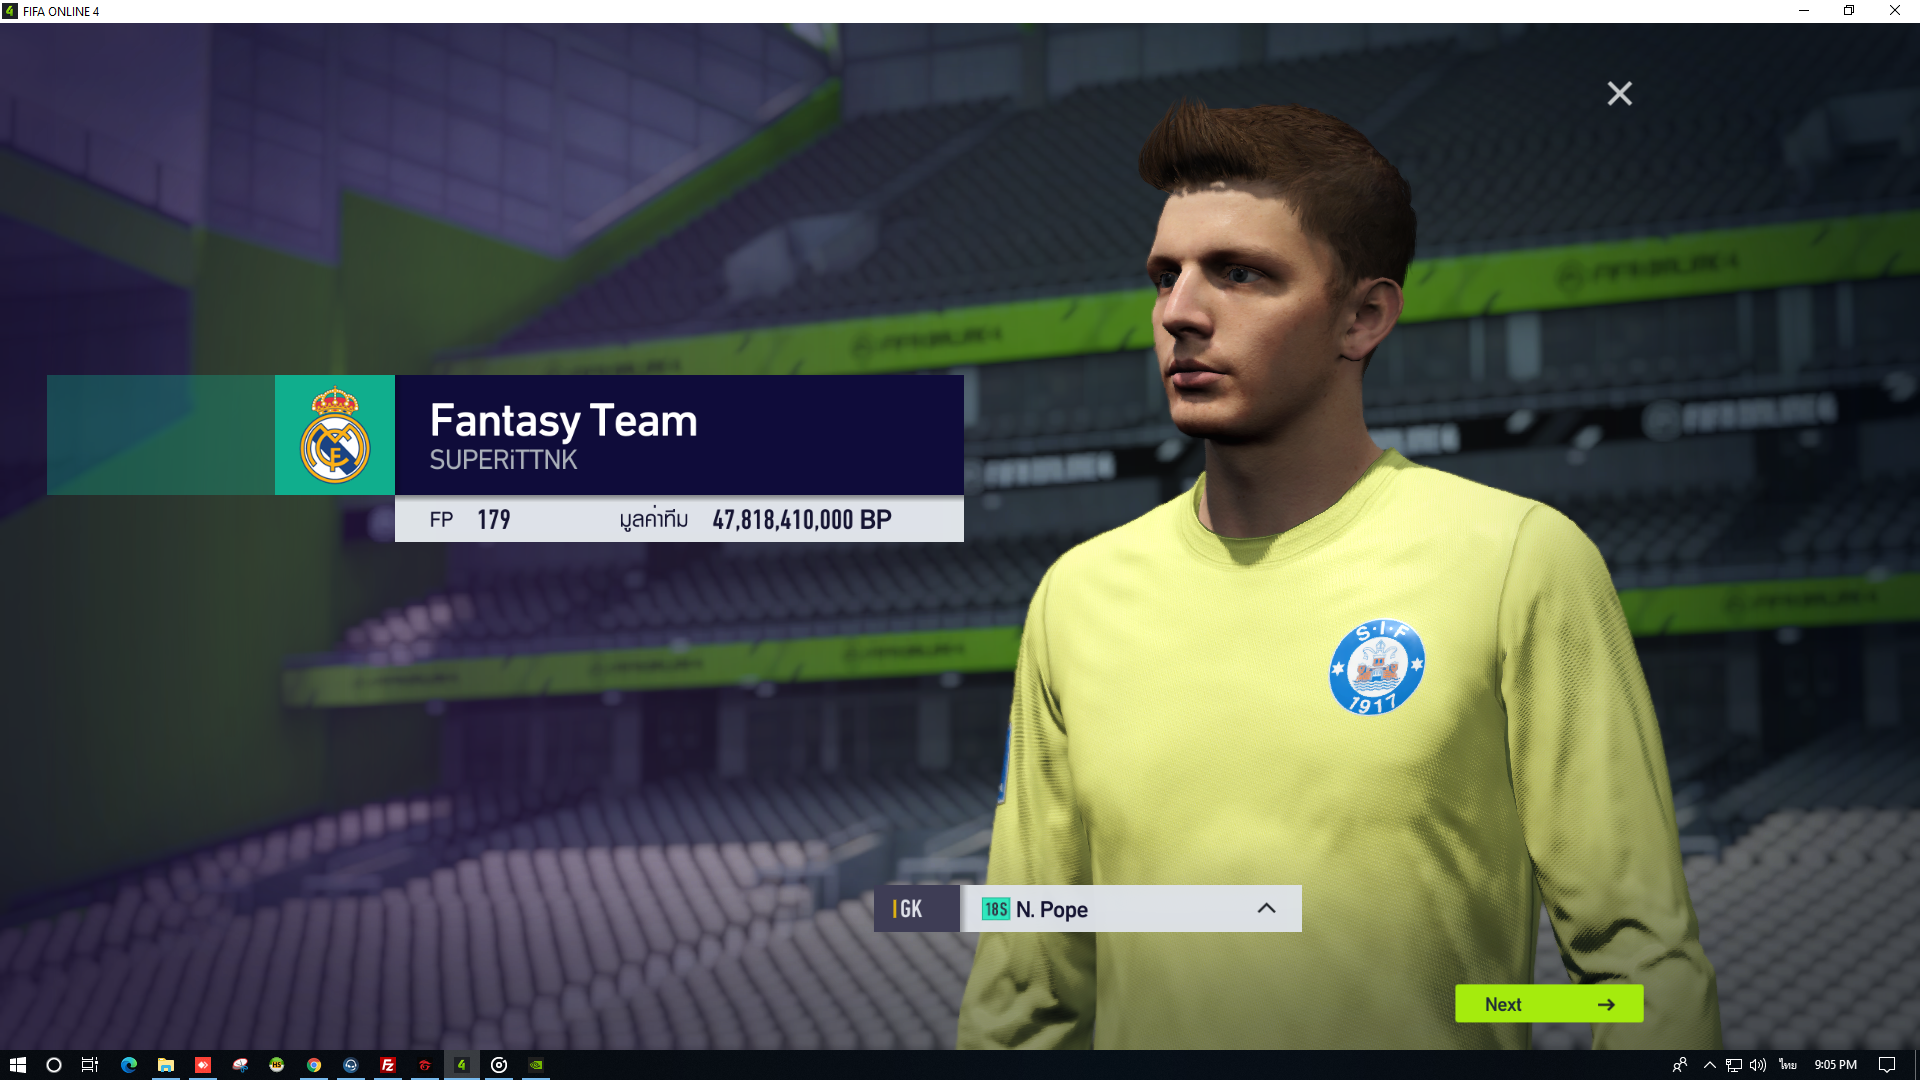 FIFA ONLINE 4
Fantasy Team
SUPERiTTNK
FP 179 มูลค่าทีม 47,818,410,000 BP
S·I·F
1917
GK 18S N. Pope
Next
ไทย 9:05 PM